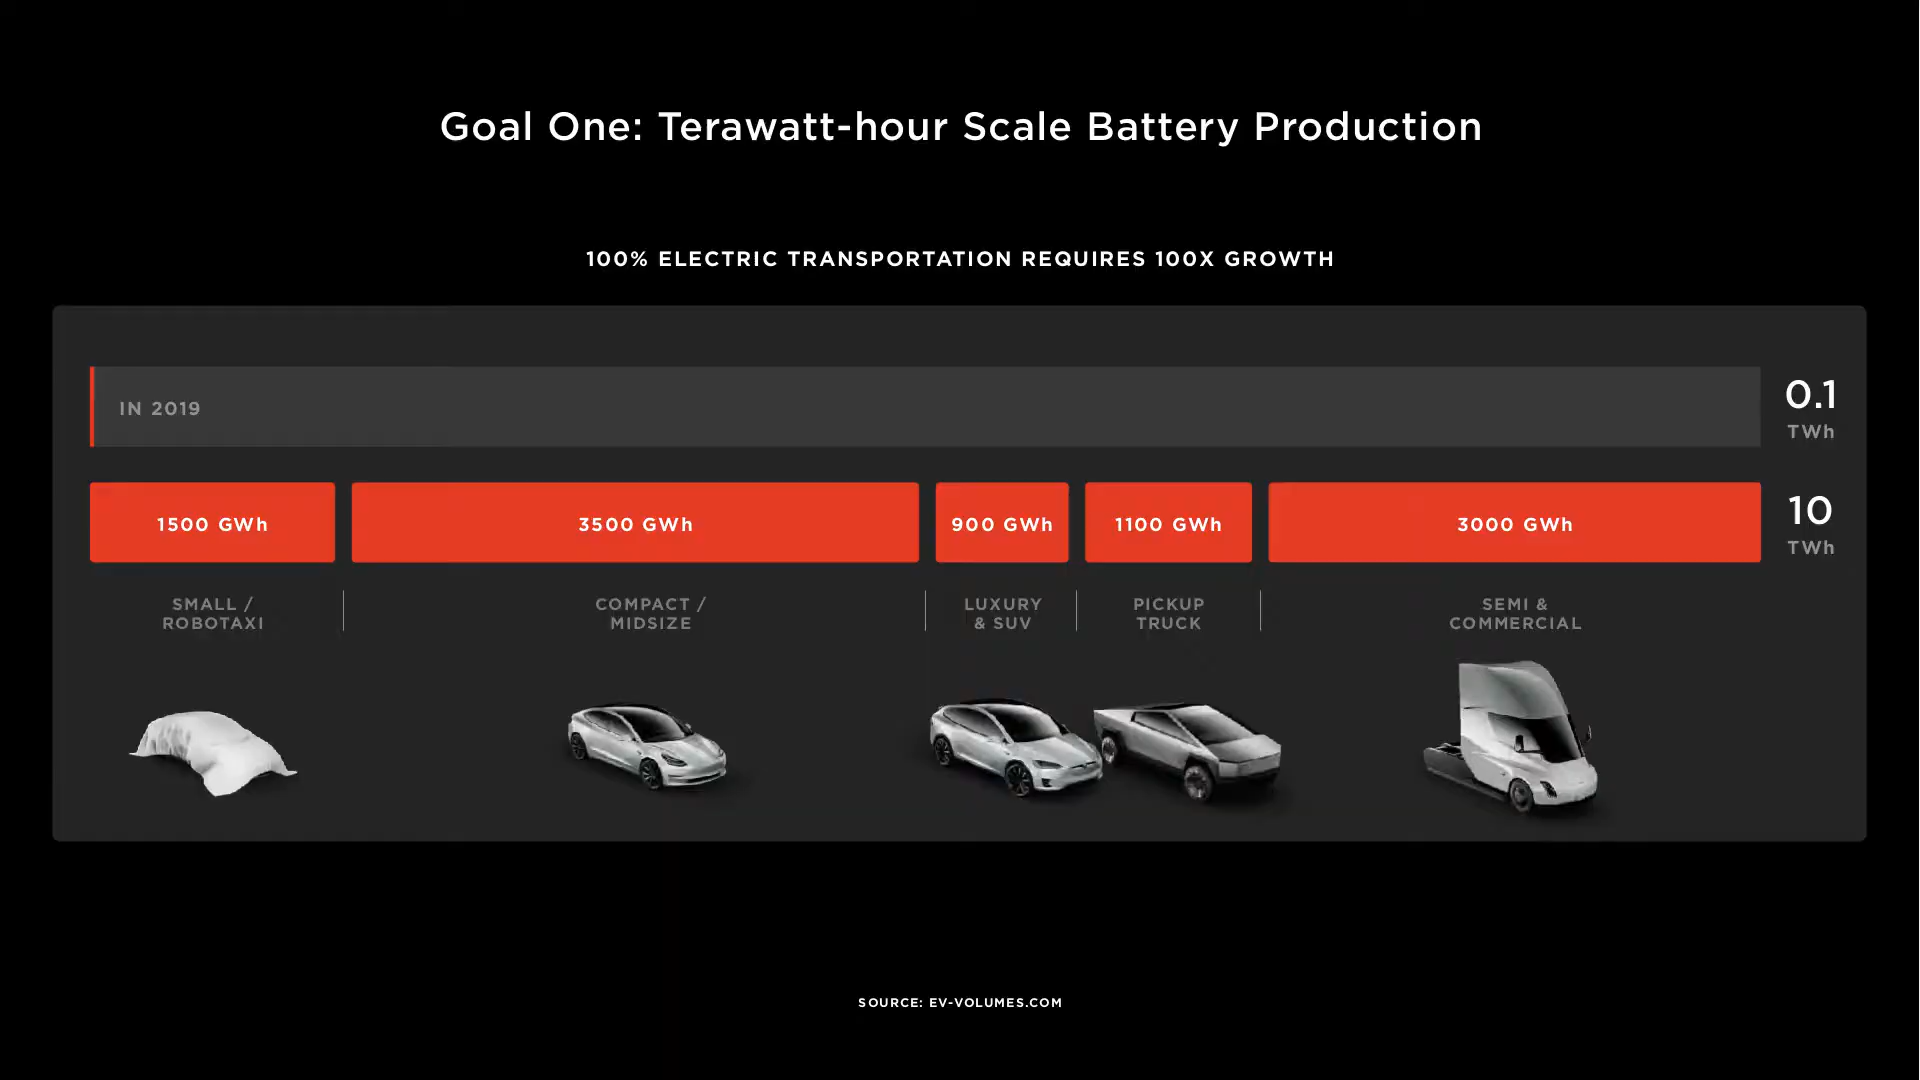 Goal One: Terawatt-hour Scale Battery Production
100% ELECTRIC TRANSPORTATION REQUIRES 100X GROWTH
IN 2019
0.1
TWh
1500 GWh
3500 GWh
900 GWh
1100 GWh
3000 GWh
10
TWh
SMALL /
ROBOTAXI
COMPACT /
MIDSIZE
LUXURY
& SUV
PICKUP
TRUCK
SEMI &
COMMERCIAL
SOURCE: EV-VOLUMES.COM